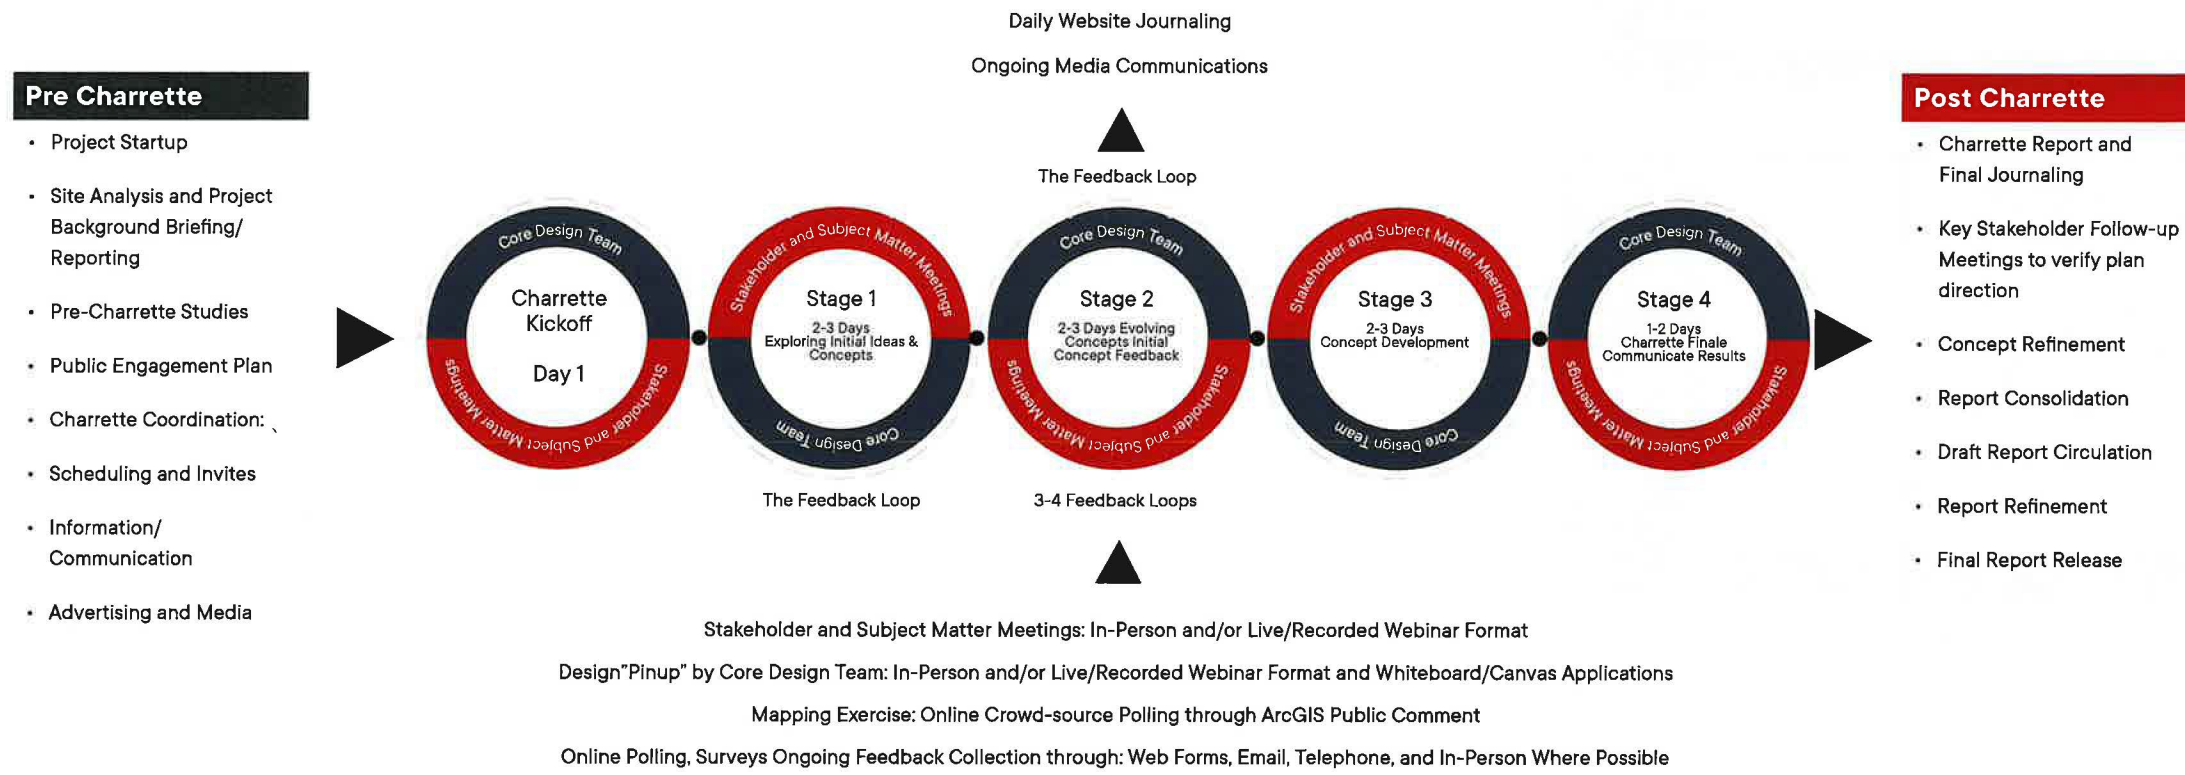 Daily Website Journaling
Ongoing Media Communications
Pre Charrette
• Project Startup
• Site Analysis and Project
Background Briefing/
Reporting
• Pre-Charrette Studies
• Public Engagement Plan
• Charrette Coordination:
• Scheduling and Invites
• Information/
Communication
• Advertising and Media
The Feedback Loop
Core Design Team
Charrette
Kickoff
Day 1
Stakeholder and Subject Matter Meetings
Stakeholder and Subject Matter Meetings
Stage 1
2-3 Days
Exploring Initial Ideas &
Concepts
Core Design Team
The Feedback Loop
Core Design Team
Stage 2
2-3 Days Evolving
Concepts Initial
Concept Feedback
Stakeholder and Subject Matter Meetings
3-4 Feedback Loops
Stakeholder and Subject Matter Meetings
Stage 3
2-3 Days
Concept Development
Core Design Team
Core Design Team
Stage 4
1-2 Days
Charrette Finale
Communicate Results
Stakeholder and Subject Matter Meetings
Post Charrette
• Charrette Report and
Final Journaling
• Key Stakeholder Follow-up
Meetings to verify plan
direction
• Concept Refinement
• Report Consolidation
• Draft Report Circulation
• Report Refinement
• Final Report Release
Stakeholder and Subject Matter Meetings: In-Person and/or Live/Recorded Webinar Format
Design"Pinup" by Core Design Team: In-Person and/or Live/Recorded Webinar Format and Whiteboard/Canvas Applications
Mapping Exercise: Online Crowd-source Polling through ArcGIS Public Comment
Online Polling, Surveys Ongoing Feedback Collection through: Web Forms, Email, Telephone, and In-Person Where Possible